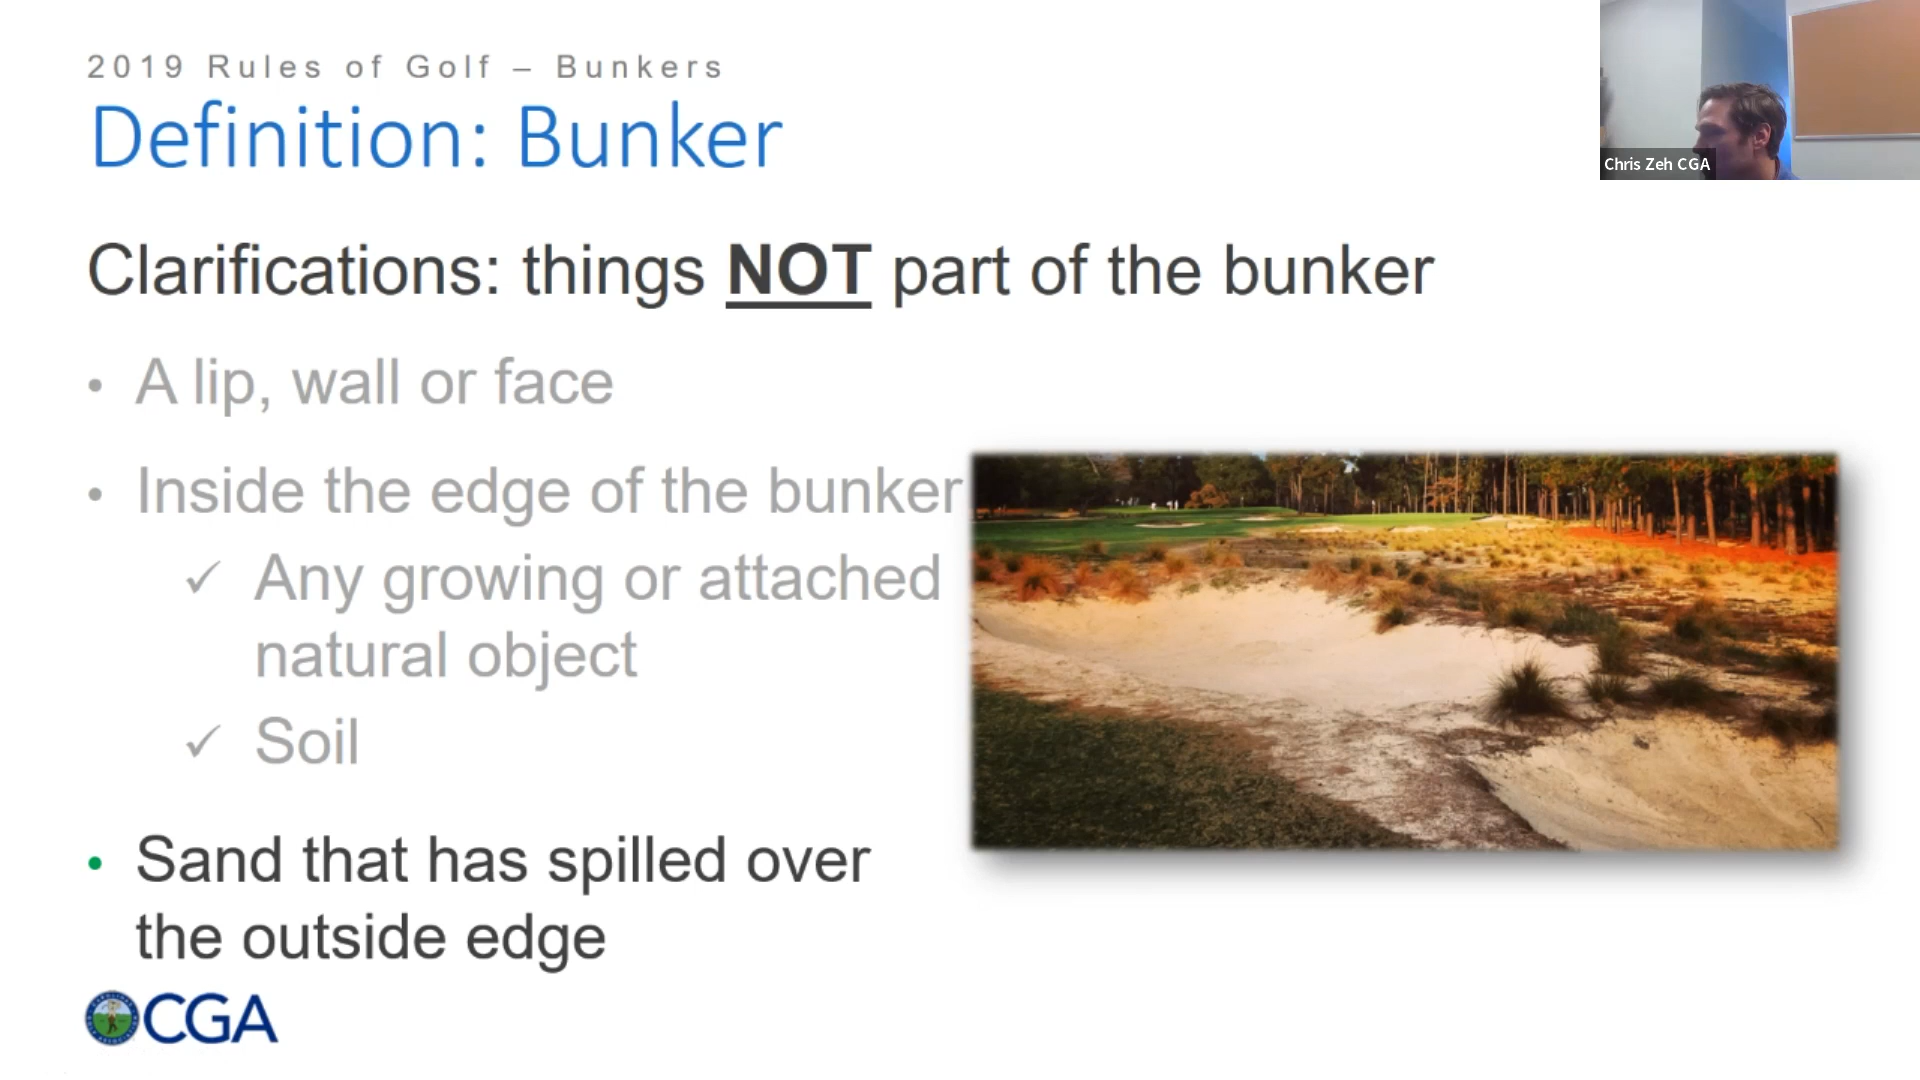 2019 Rules of Golf – Bunkers
Definition: Bunker
Chris Zeh CGA
Clarifications: things NOT part of the bunker
• A lip, wall or face
• Inside the edge of the bunker
✓ Any growing or attached
natural object
✓ Soil
• Sand that has spilled over
the outside edge
CGA